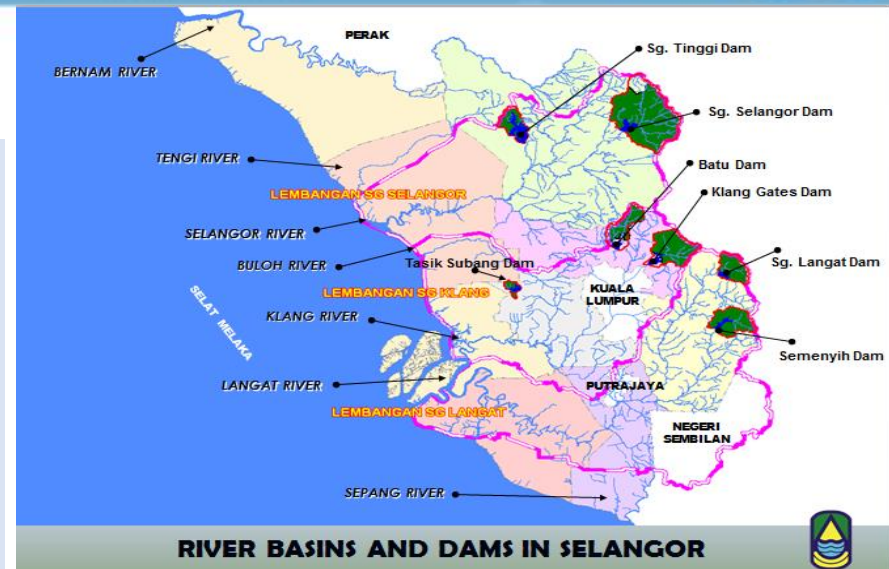 PERAK
Sg. Tinggi Dam
BERNAM RIVER
Sg. Selangor Dam
TENGI RIVER
Batu Dam
LEMBANGAN SG SELANGOR
Klang Gates Dam
SELANGOR RIVER
BULOH RIVER
Tasik Subang Dam
Sg. Langat Dam
LEMBANGAN SG KLANG
KUALA
LUMPUR
SELAT MELAKA
KLANG RIVER
Semenyih Dam
LANGAT RIVER
PUTRAJAYA
LEMBANGAN SG LANGAT
NEGERI
SEMBILAN
SEPANG RIVER
RIVER BASINS AND DAMS IN SELANGOR